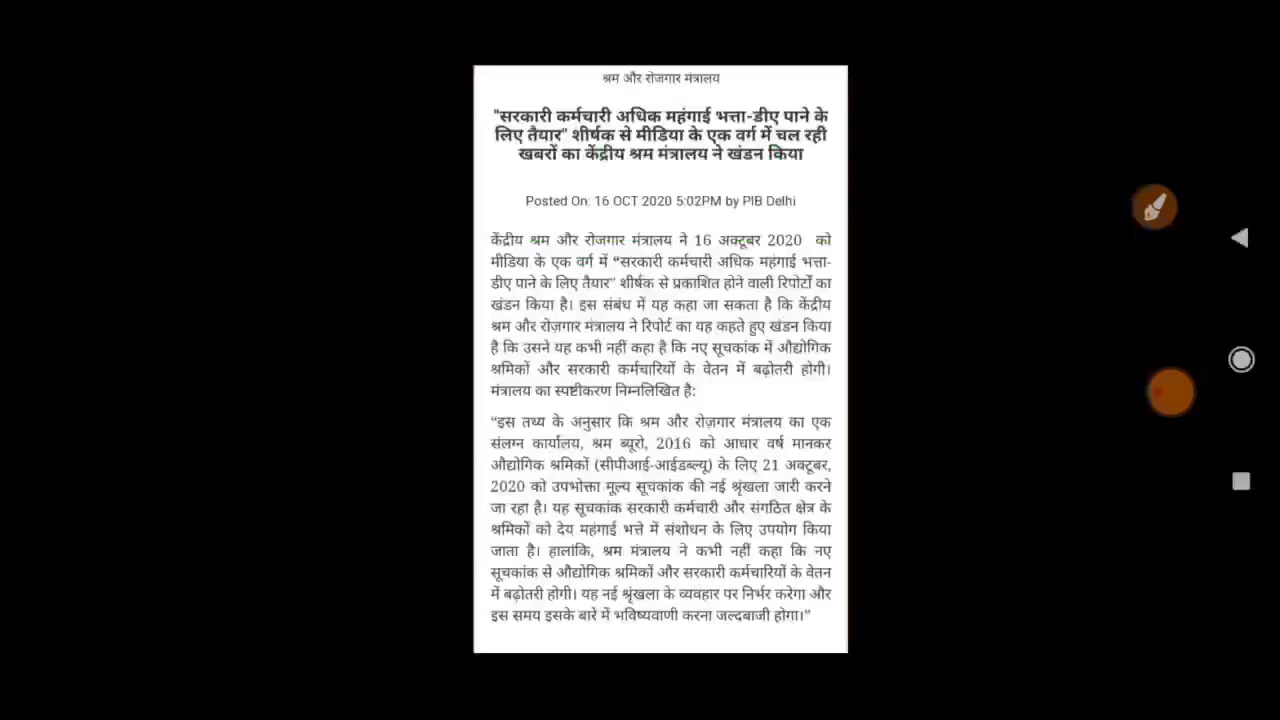 श्रम और रोजगार मंत्रालय
"सरकारी कर्मचारी अधिक महंगाई भत्ता-डीए पाने के
लिए तैयार" शीर्षक से मीडिया के एक वर्ग में चल रही
खबरों का केंद्रीय श्रम मंत्रालय ने खंडन किया
Posted On: 16 OCT 2020 5:02PM by PIB Delhi
केंद्रीय श्रम और रोजगार मंत्रालय ने 16 अक्टूबर 2020 को
मीडिया के एक वर्ग में “सरकारी कर्मचारी अधिक महंगाई भत्ता-
डीए पाने के लिए तैयार” शीर्षक से प्रकाशित होने वाली रिपोर्टों का
खंडन किया है। इस संबंध में यह कहा जा सकता है कि केंद्रीय
श्रम और रोज़गार मंत्रालय ने रिपोर्ट का यह कहते हुए खंडन किया
है कि उसने यह कभी नहीं कहा है कि नए सूचकांक में औद्योगिक
श्रमिकों और सरकारी कर्मचारियों के वेतन में बढ़ोतरी होगी।
मंत्रालय का स्पष्टीकरण निम्नलिखित है:
“इस तथ्य के अनुसार कि श्रम और रोज़गार मंत्रालय का एक
संलग्न कार्यालय, श्रम ब्यूरो, 2016 को आधार वर्ष मानकर
औद्योगिक श्रमिकों (सीपीआई-आईडब्ल्यू) के लिए 21 अक्टूबर,
2020 को उपभोक्ता मूल्य सूचकांक की नई श्रृंखला जारी करने
जा रहा है। यह सूचकांक सरकारी कर्मचारी और संगठित क्षेत्र के
श्रमिकों को देय महंगाई भत्ते में संशोधन के लिए उपयोग किया
जाता है। हालांकि, श्रम मंत्रालय ने कभी नहीं कहा कि नए
सूचकांक से औद्योगिक श्रमिकों और सरकारी कर्मचारियों के वेतन
में बढ़ोतरी होगी। यह नई श्रृंखला के व्यवहार पर निर्भर करेगा और
इस समय इसके बारे में भविष्यवाणी करना जल्दबाजी होगा।”